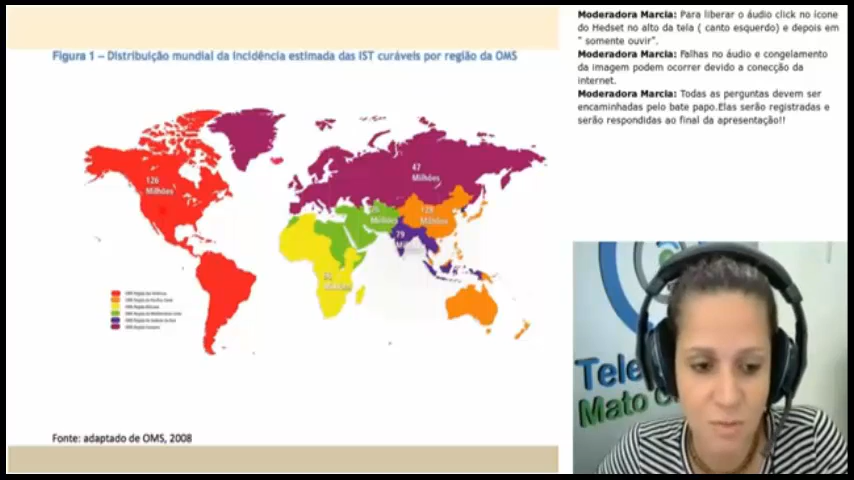 Figura 1 – Distribuição mundial da incidência estimada das IST curáveis por região da OMS
126
Milhões
47
Milhões
Milhões
128
Milhões
79
Milhões
Fonte: adaptado de OMS, 2008
Moderadora Marcia: Para liberar o áudio click no ícone
do Hedset no alto da tela ( canto esquerdo) e depois em
" somente ouvir".
Moderadora Marcia: Falhas no áudio e congelamento
da imagem podem ocorrer devido a conecção da
internet.
Moderadora Marcia: Todas as perguntas devem ser
encaminhadas pelo bate papo.Elas serão registradas e
serão respondidas ao final da apresentação!!
Tele
Mato